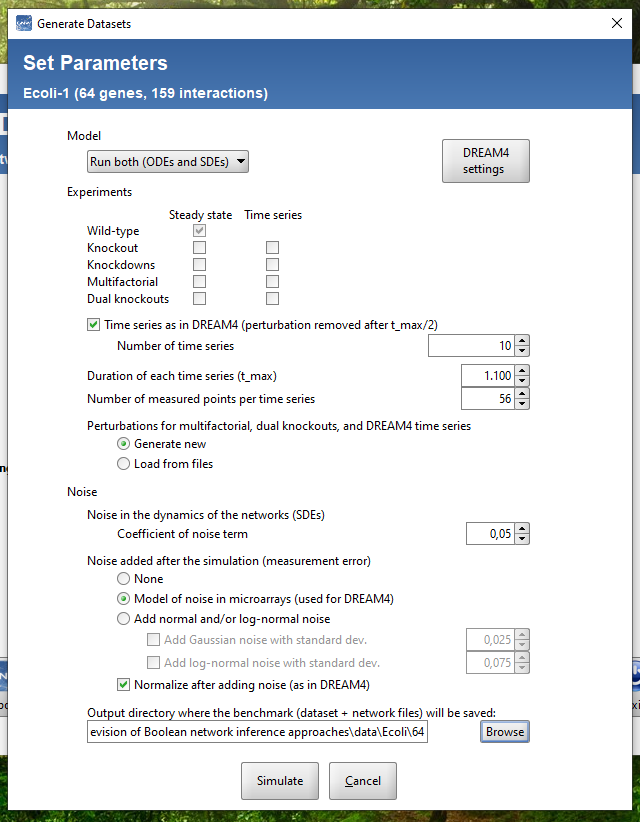 Generate Datasets
Set Parameters
Ecoli-1 (64 genes, 159 interactions)
Model
Run both (ODEs and SDEs)
DREAM4
settings
Experiments
Steady state Time series
Wild-type
Knockout
Knockdowns
Multifactorial
Dual knockouts
Time series as in DREAM4 (perturbation removed after t_max/2)
Number of time series 10
Duration of each time series (t_max) 1.100
Number of measured points per time series 56
Perturbations for multifactorial, dual knockouts, and DREAM4 time series
Generate new
Load from files
Noise
Noise in the dynamics of the networks (SDEs)
Coefficient of noise term 0,05
Noise added after the simulation (measurement error)
None
Model of noise in microarrays (used for DREAM4)
Add normal and/or log-normal noise
Add Gaussian noise with standard dev. 0,025
Add log-normal noise with standard dev. 0,075
Normalize after adding noise (as in DREAM4)
Output directory where the benchmark (dataset + network files) will be saved:
evision of Boolean network inference approaches\data\Ecoli\64 Browse
Simulate Cancel